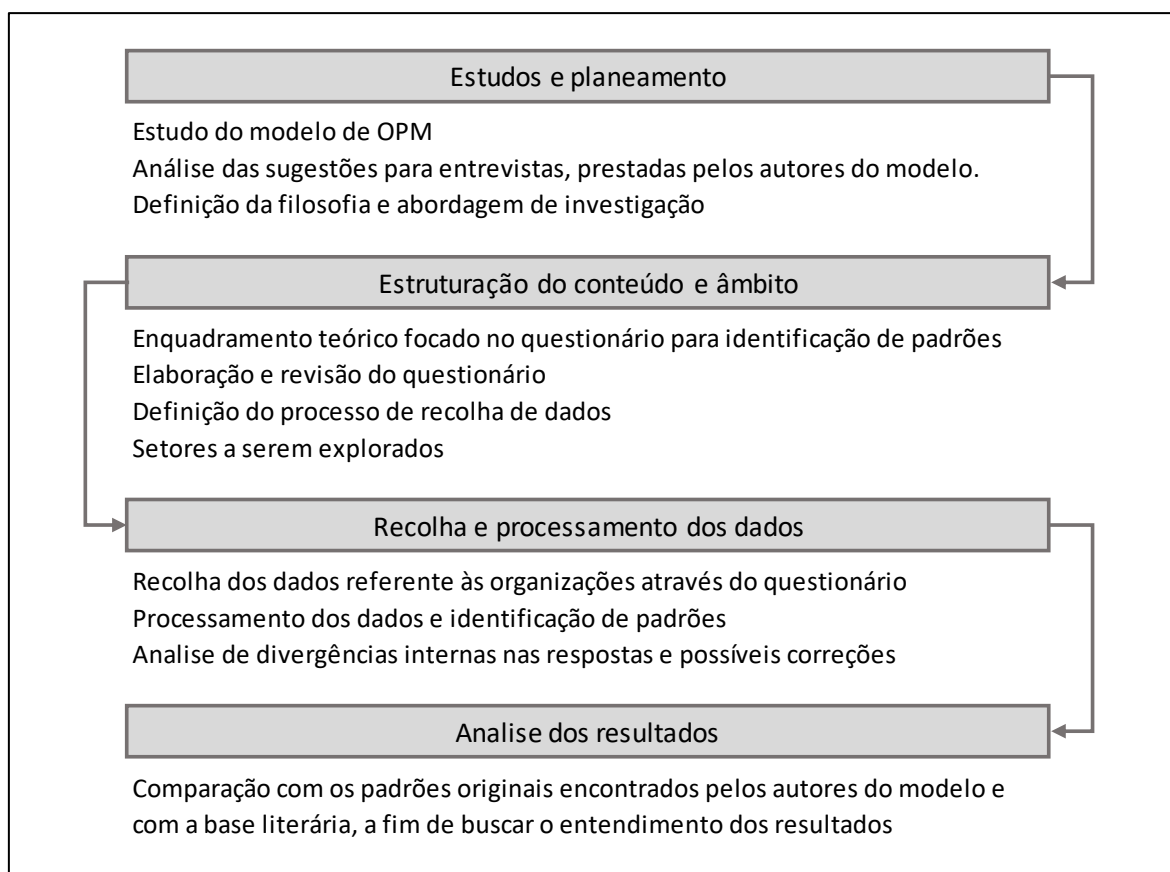 Estudos e planeamento
Estudo do modelo de OPM
Análise das sugestões para entrevistas, prestadas pelos autores do modelo.
Definição da filosofia e abordagem de investigação
Estruturação do conteúdo e âmbito
Enquadramento teórico focado no questionário para identificação de padrões
Elaboração e revisão do questionário
Definição do processo de recolha de dados
Setores a serem explorados
Recolha e processamento dos dados
Recolha dos dados referente às organizações através do questionário
Processamento dos dados e identificação de padrões
Analise de divergências internas nas respostas e possíveis correções
Analise dos resultados
Comparação com os padrões originais encontrados pelos autores do modelo e
com a base literária, a fim de buscar o entendimento dos resultados